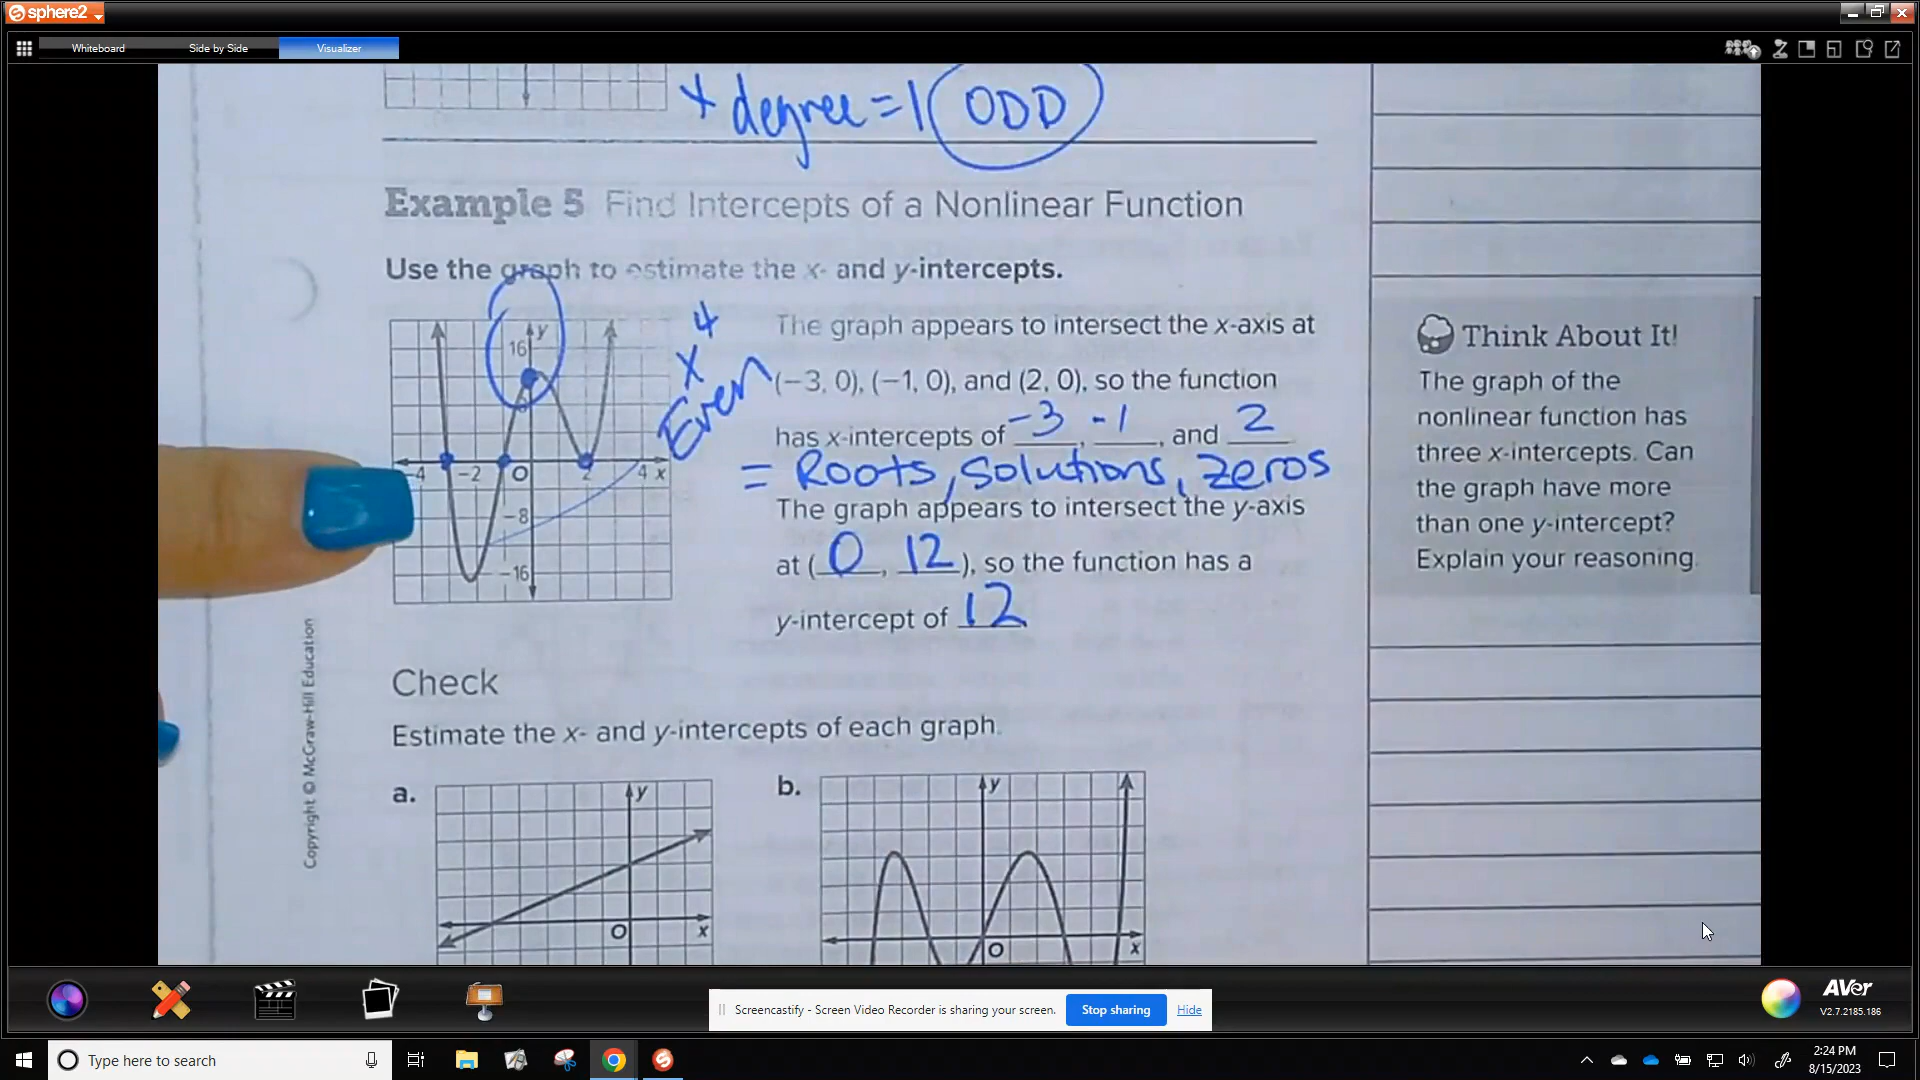 sphere2
Whiteboard Side by Side Visualizer
x degree = 1 ODD
Example 5 Find Intercepts of a Nonlinear Function
Use the graph to estimate the x- and y-intercepts.
y
16
-4 -2 O 2 4 x
-8
-16
x 4
Even
The graph appears to intersect the x-axis at
(−3, 0), (−1, 0), and (2, 0), so the function
has x-intercepts of -3, -1, and 2
= Roots, solutions, zeros
The graph appears to intersect the y-axis
at (0, 12), so the function has a
y-intercept of 12
Think About It!
The graph of the
nonlinear function has
three x-intercepts. Can
the graph have more
than one y-intercept?
Explain your reasoning.
Copyright © McGraw-Hill Education
Check
Estimate the x- and y-intercepts of each graph.
a.
y
O x
b.
y
O x
AVer
V2.7.2185.186
Screencastify - Screen Video Recorder is sharing your screen. Stop sharing Hide
Type here to search
2:24 PM
8/15/2023